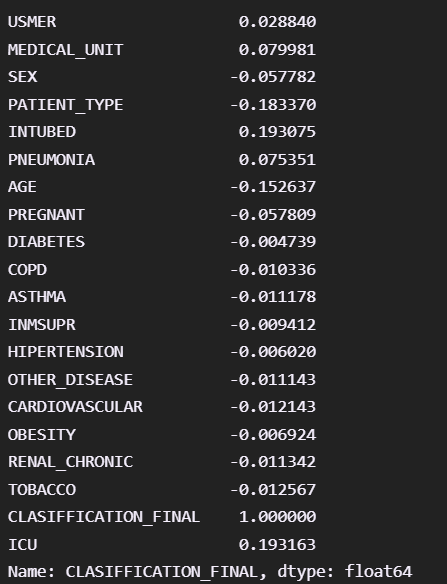 USMER 0.028840
MEDICAL_UNIT 0.079981
SEX -0.057782
PATIENT_TYPE -0.183370
INTUBED 0.193075
PNEUMONIA 0.075351
AGE -0.152637
PREGNANT -0.057809
DIABETES -0.004739
COPD -0.010336
ASTHMA -0.011178
INMSUPR -0.009412
HIPERTENSION -0.006020
OTHER_DISEASE -0.011143
CARDIOVASCULAR -0.012143
OBESITY -0.006924
RENAL_CHRONIC -0.011342
TOBACCO -0.012567
CLASIFFICATION_FINAL 1.000000
ICU 0.193163
Name: CLASIFFICATION_FINAL, dtype: float64